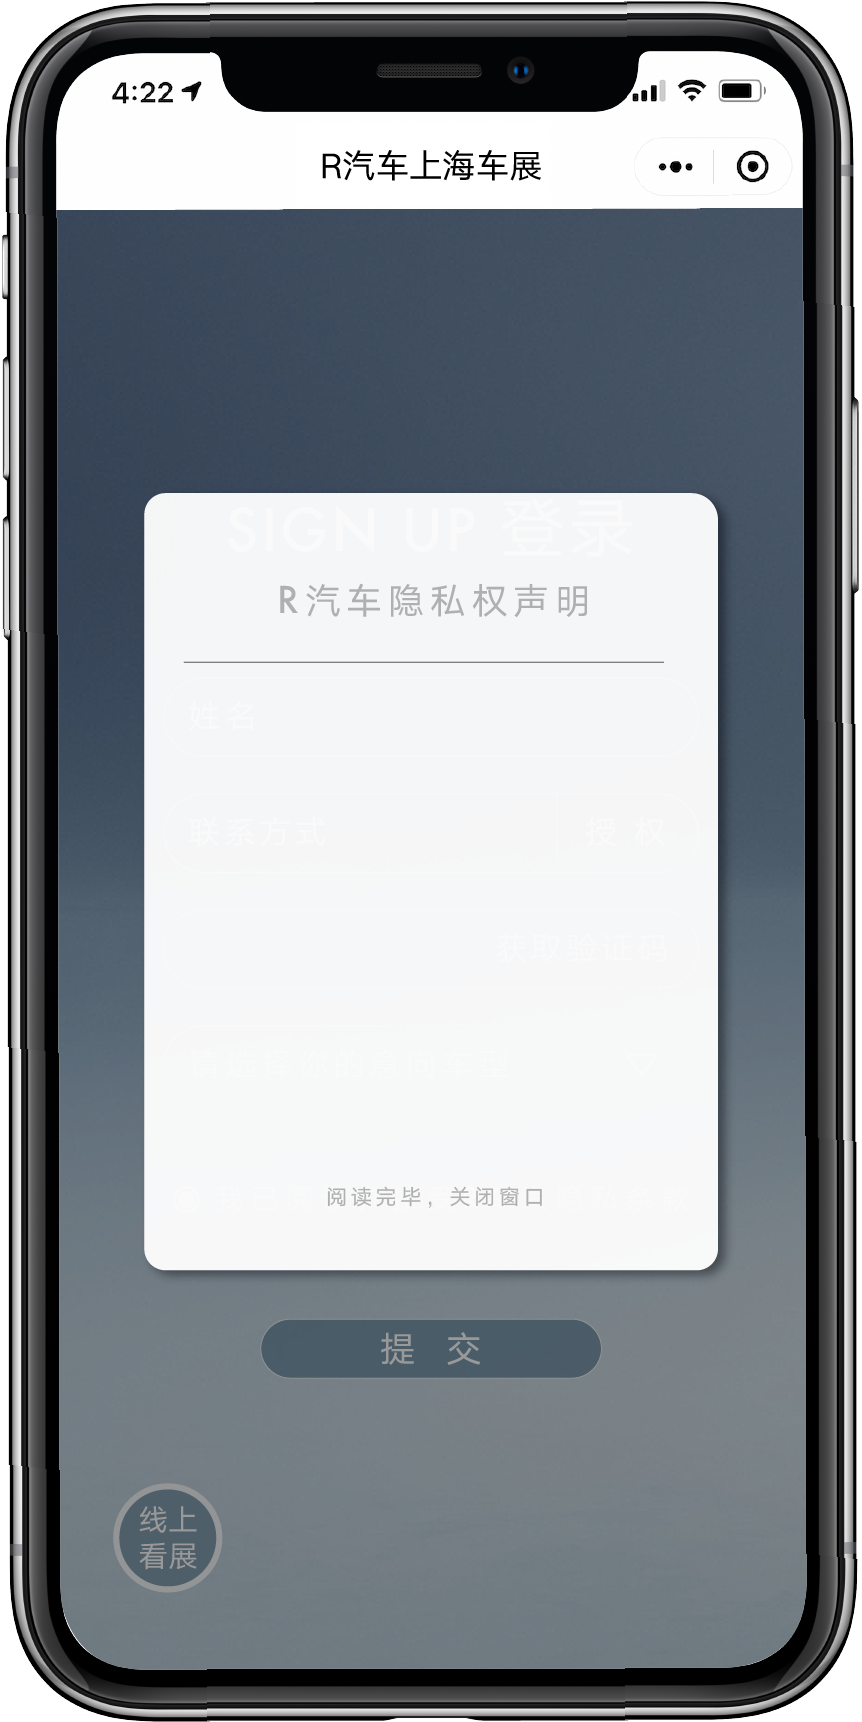 4:22
R汽车上海车展
SIGN UP 登录
R汽车隐私权声明
姓名
联系方式 授 权
获取验证码
请选择你的意向车型
阅读完毕，关闭窗口
提 交
线上
看展